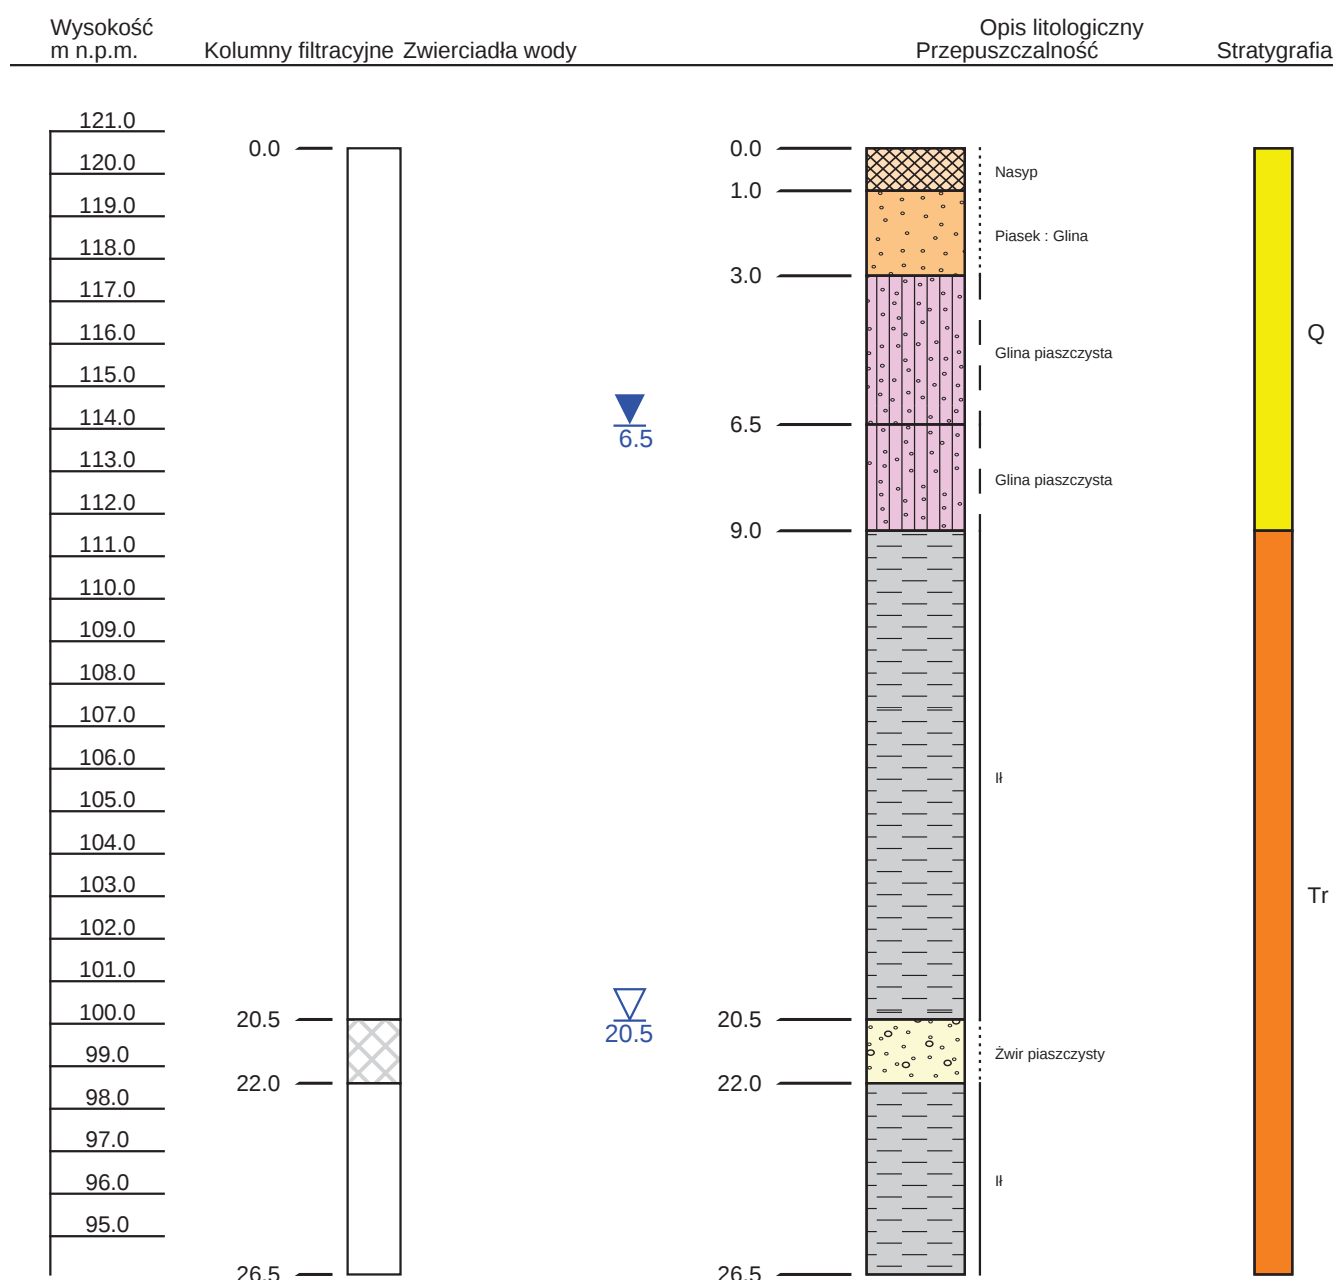 Wysokość
m n.p.m.
Kolumny filtracyjne
Zwierciadła wody
Opis litologiczny
Przepuszczalność
Stratygrafia
121.0
120.0
119.0
118.0
117.0
116.0
115.0
114.0
113.0
112.0
111.0
110.0
109.0
108.0
107.0
106.0
105.0
104.0
103.0
102.0
101.0
100.0
99.0
98.0
97.0
96.0
95.0
0.0
20.5
22.0
26.5
6.5
20.5
0.0
1.0
3.0
6.5
9.0
20.5
22.0
26.5
Nasyp
Piasek : Glina
Glina piaszczysta
Glina piaszczysta
Ił
Żwir piaszczysty
Ił
Q
Tr